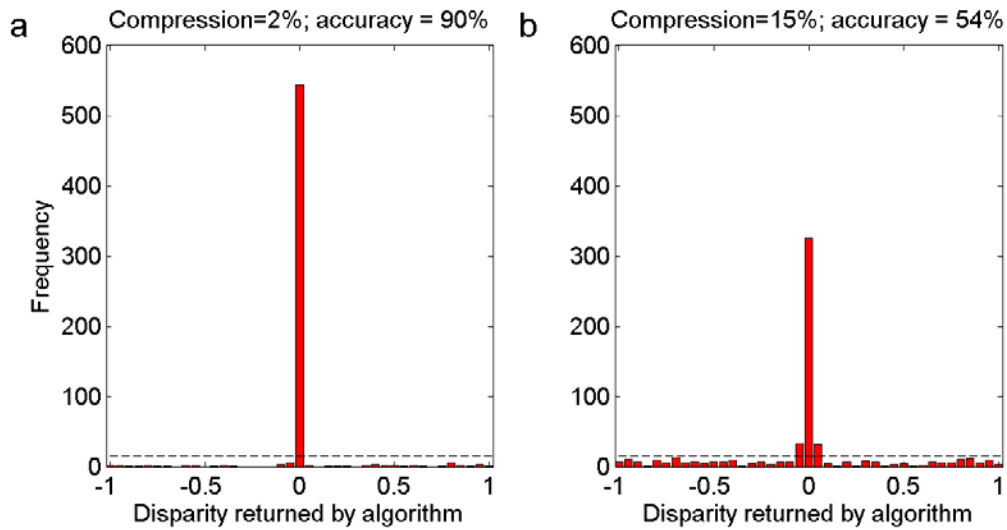 a
Compression=2%; accuracy = 90%
600
500
400
300
200
100
0
Frequency
-1 -0.5 0 0.5 1
Disparity returned by algorithm
b
Compression=15%; accuracy = 54%
600
500
400
300
200
100
0
-1 -0.5 0 0.5 1
Disparity returned by algorithm